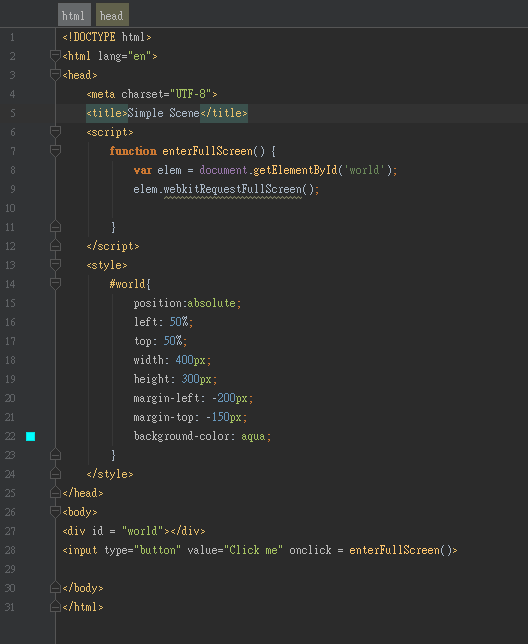 html head
1 <!DOCTYPE html>
2 <html lang="en">
3 <head>
4     <meta charset="UTF-8">
5     <title>Simple Scene</title>
6     <script>
7         function enterFullScreen() {
8             var elem = document.getElementById('world');
9             elem.webkitRequestFullScreen();
10
11         }
12     </script>
13     <style>
14         #world{
15             position:absolute;
16             left: 50%;
17             top: 50%;
18             width: 400px;
19             height: 300px;
20             margin-left: -200px;
21             margin-top: -150px;
22             background-color: aqua;
23         }
24     </style>
25 </head>
26 <body>
27 <div id = "world"></div>
28 <input type="button" value="Click me" onclick = enterFullScreen()>
29
30 </body>
31 </html>